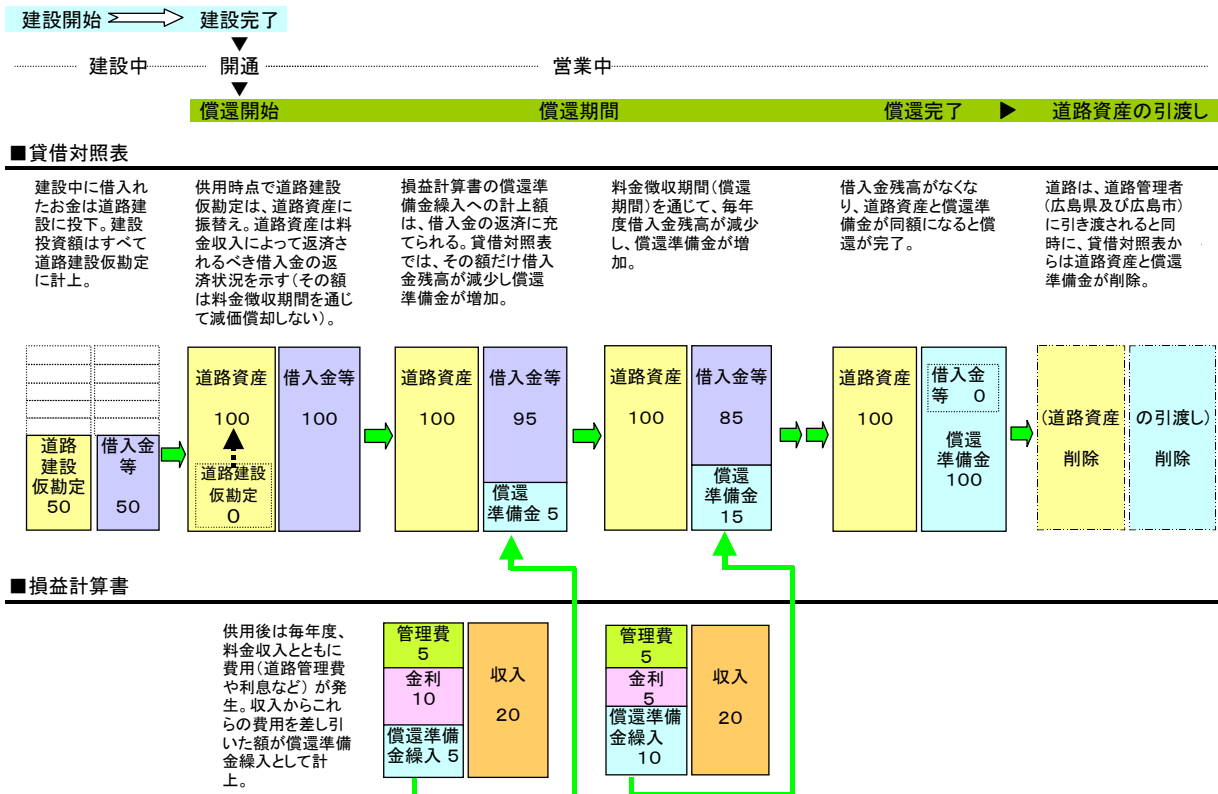 建設開始
建設完了
▼
建設中
開通
営業中
▼
償還開始
償還期間
償還完了
▶
道路資産の引渡し
■貸借対照表
建設中に借入れ
たお金は道路建
設に投下。建設
投資額はすべて
道路建設仮勘定
に計上。
供用時点で道路建設
仮勘定は、道路資産に
振替え。道路資産は料
金収入によって返済さ
れるべき借入金の返
済状況を示す(その額
は料金徴収期間を通じ
て減価償却しない)。
損益計算書の償還準
備金繰入への計上額
は、借入金の返済に充
てられる。貸借対照表
では、その額だけ借入
金残高が減少し償還
準備金が増加。
料金徴収期間(償還
期間)を通じて、毎年
度借入金残高が減少
し、償還準備金が増
加。
借入金残高がなくな
り、道路資産と償還準
備金が同額になると償
還が完了。
道路は、道路管理者
(広島県及び広島市)
に引き渡されると同
時に、貸借対照表か
らは道路資産と償還
準備金が削除。
道路
建設
仮勘定
50
借入金
等
50
道路資産
100
道路建設
仮勘定
0
借入金等
100
道路資産
100
借入金等
95
償還
準備金 5
道路資産
100
借入金等
85
償還
準備金
15
道路資産
100
借入金
等 0
償還
準備金
100
(道路資産
削除
の引渡し)
削除
■損益計算書
供用後は毎年度、
料金収入とともに
費用(道路管理費
や利息など)が発
生。収入からこれ
らの費用を差し引
いた額が償還準備
金繰入として計
上。
管理費
5
金利
10
償還準備
金繰入 5
収入
20
管理費
5
金利
5
償還準備
金繰入
10
収入
20